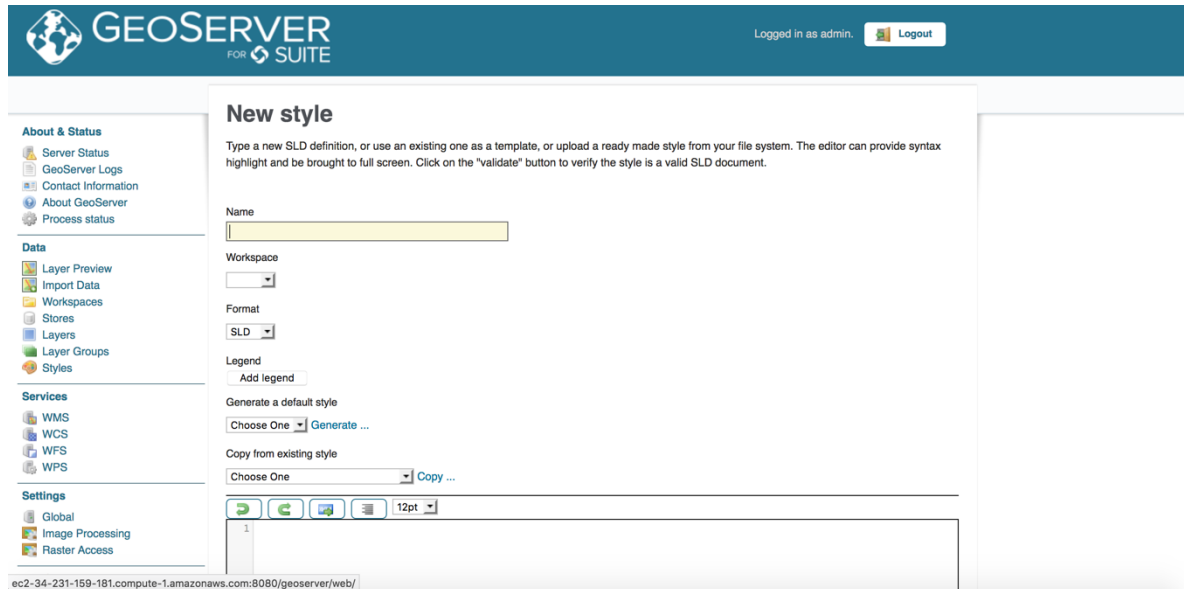 GEOSERVER
FOR SUITE
Logged in as admin.
Logout
About & Status
Server Status
GeoServer Logs
Contact Information
About GeoServer
Process status
Data
Layer Preview
Import Data
Workspaces
Stores
Layers
Layer Groups
Styles
Services
WMS
WCS
WFS
WPS
Settings
Global
Image Processing
Raster Access
New style
Type a new SLD definition, or use an existing one as a template, or upload a ready made style from your file system. The editor can provide syntax
highlight and be brought to full screen. Click on the "validate" button to verify the style is a valid SLD document.
Name
Workspace
Format
SLD
Legend
Add legend
Generate a default style
Choose One Generate ...
Copy from existing style
Choose One Copy ...
12pt
1
ec2-34-231-159-181.compute-1.amazonaws.com:8080/geoserver/web/